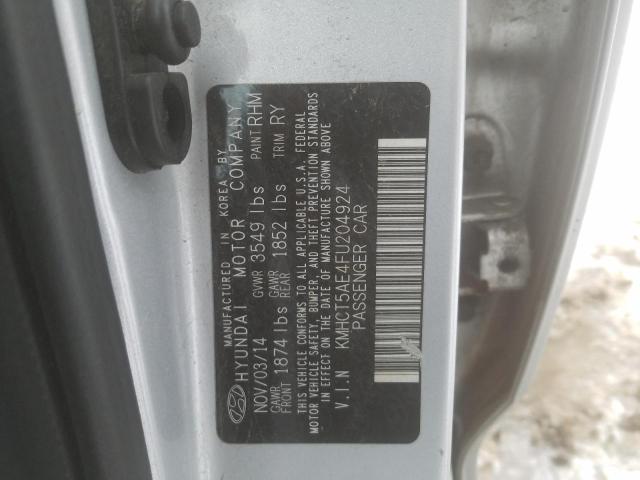 MANUFACTURED IN KOREA BY
HYUNDAI MOTOR COMPANY
NOV/03/14 GVWR 3549 lbs PAINT RHM
GAWR FRONT 1874 lbs GAWR REAR 1852 lbs TRIM RY
THIS VEHICLE CONFORMS TO ALL APPLICABLE U.S.A. FEDERAL
MOTOR VEHICLE SAFETY, BUMPER, AND THEFT PREVENTION STANDARDS
IN EFFECT ON THE DATE OF MANUFACTURE SHOWN ABOVE
V.I.N KMHCT5AE4FU204924
PASSENGER CAR